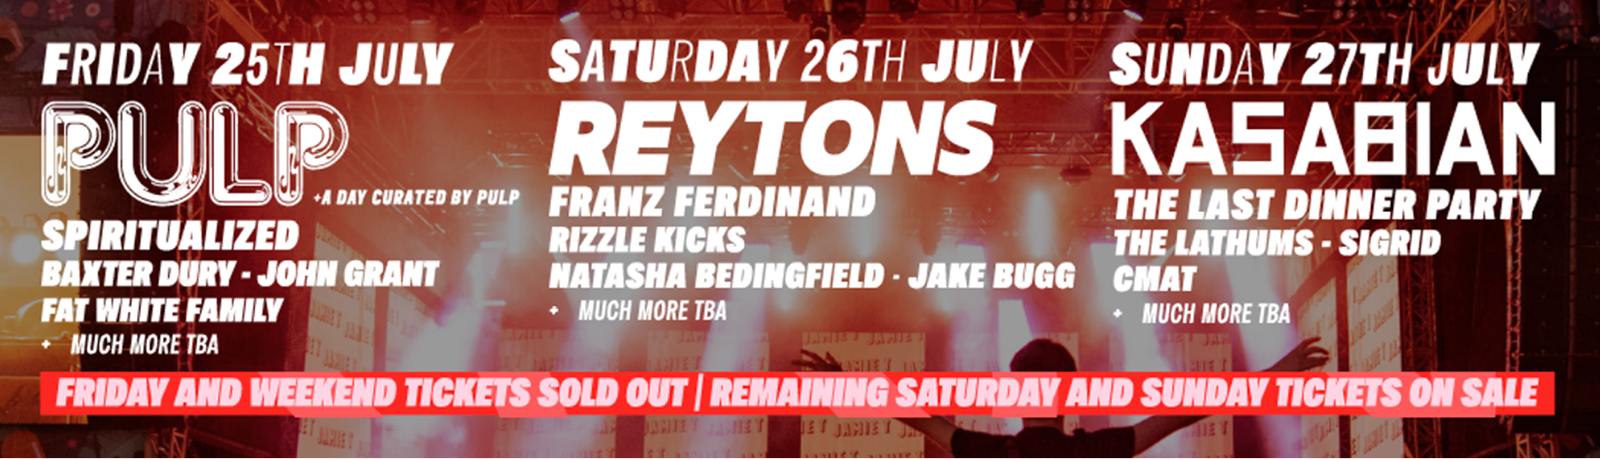 FRIDAY 25TH JULY
PULP
+A DAY CURATED BY PULP
SPIRITUALIZED
BAXTER DURY - JOHN GRANT
FAT WHITE FAMILY
+ MUCH MORE TBA
SATURDAY 26TH JULY
REYTONS
FRANZ FERDINAND
RIZZLE KICKS
NATASHA BEDINGFIELD - JAKE BUGG
+ MUCH MORE TBA
SUNDAY 27TH JULY
KASABIAN
THE LAST DINNER PARTY
THE LATHUMS - SIGRID
CMAT
+ MUCH MORE TBA
FRIDAY AND WEEKEND TICKETS SOLD OUT | REMAINING SATURDAY AND SUNDAY TICKETS ON SALE